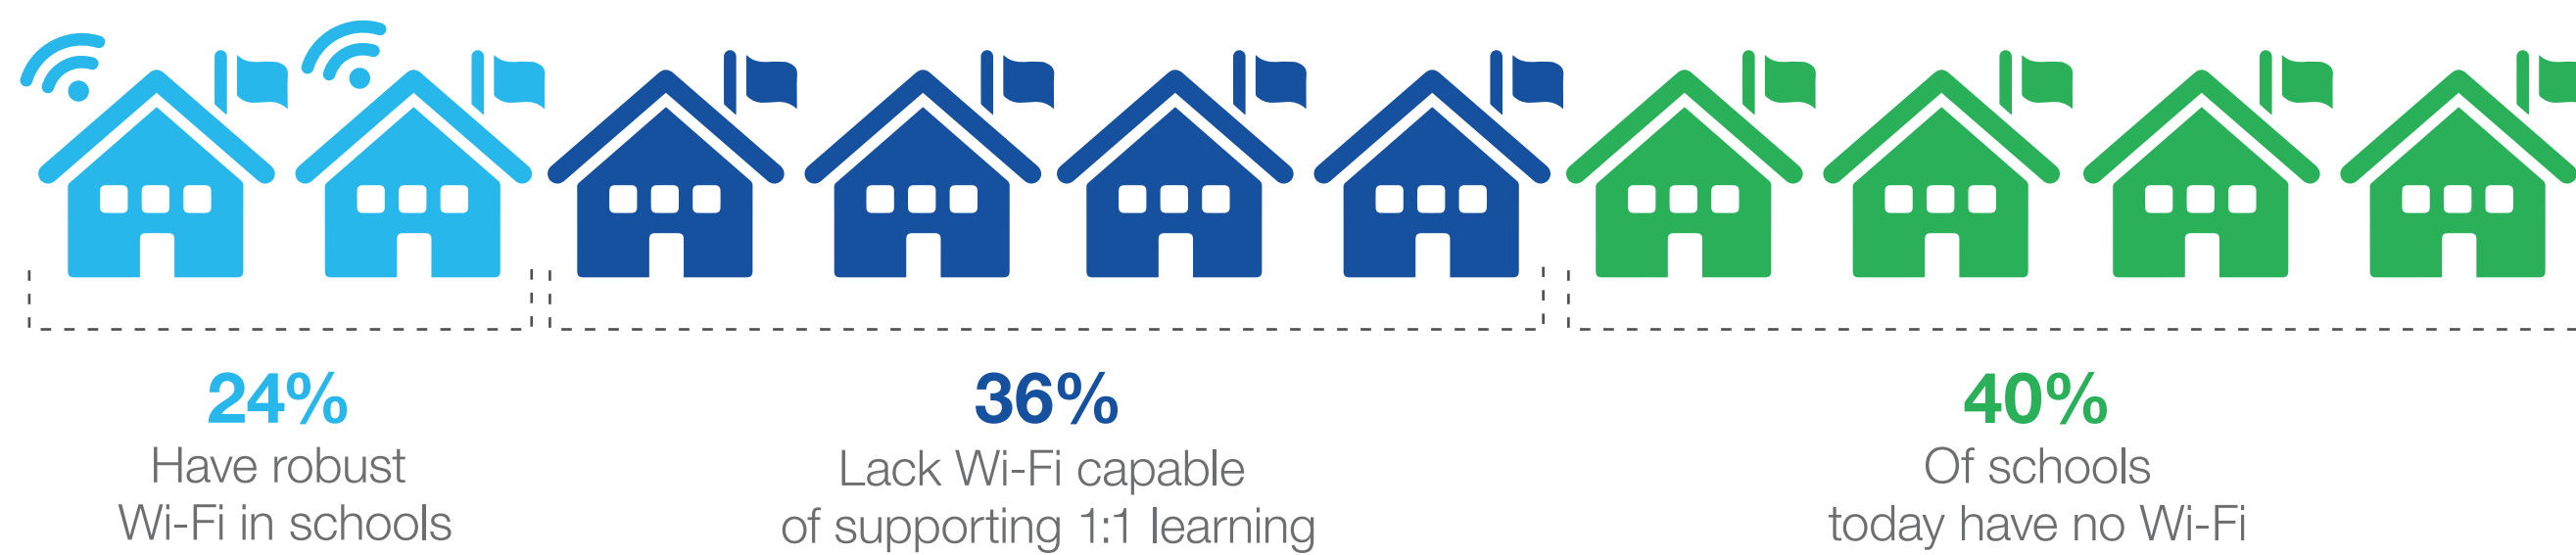 24%
Have robust
Wi-Fi in schools
36%
Lack Wi-Fi capable
of supporting 1:1 learning
40%
Of schools
today have no Wi-Fi